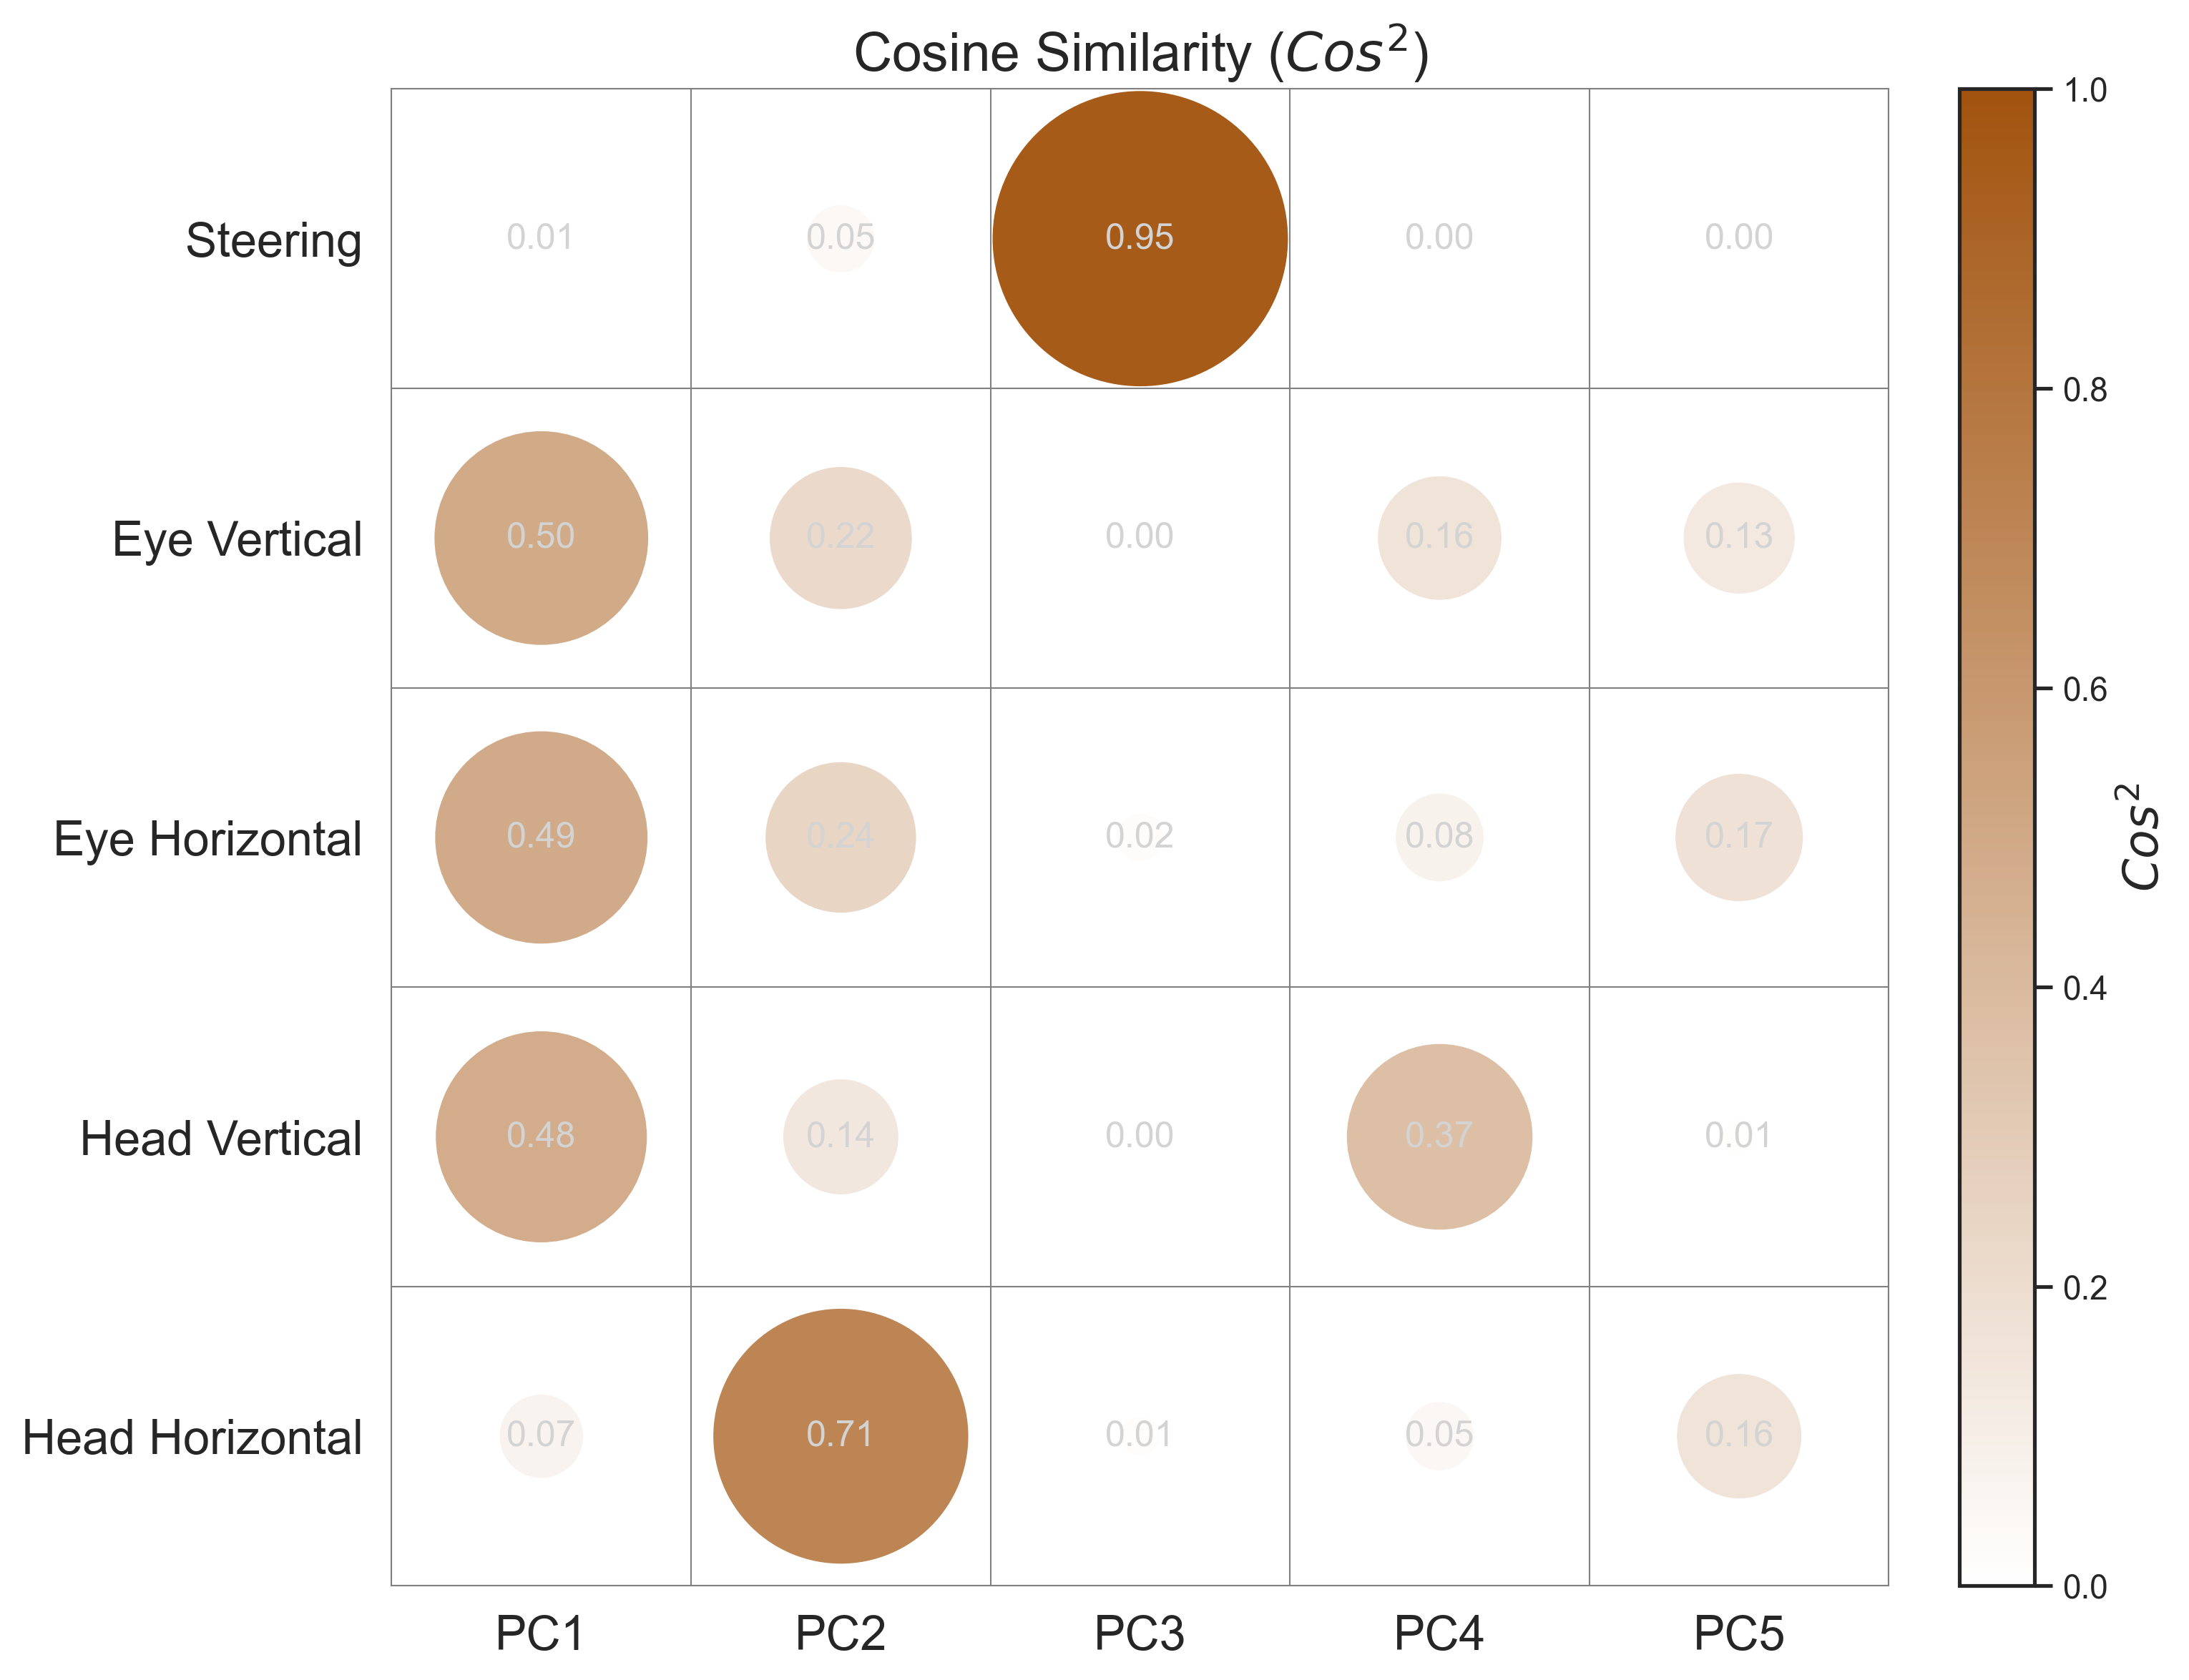 Cosine Similarity (Cos²)
Steering
0.01 0.05 0.95 0.00 0.00
Eye Vertical
0.50 0.22 0.00 0.16 0.13
Eye Horizontal
0.49 0.24 0.02 0.08 0.17
Head Vertical
0.48 0.14 0.00 0.37 0.01
Head Horizontal
0.07 0.71 0.01 0.05 0.16
PC1 PC2 PC3 PC4 PC5
1.0
0.8
0.6
0.4
0.2
0.0
Cos²